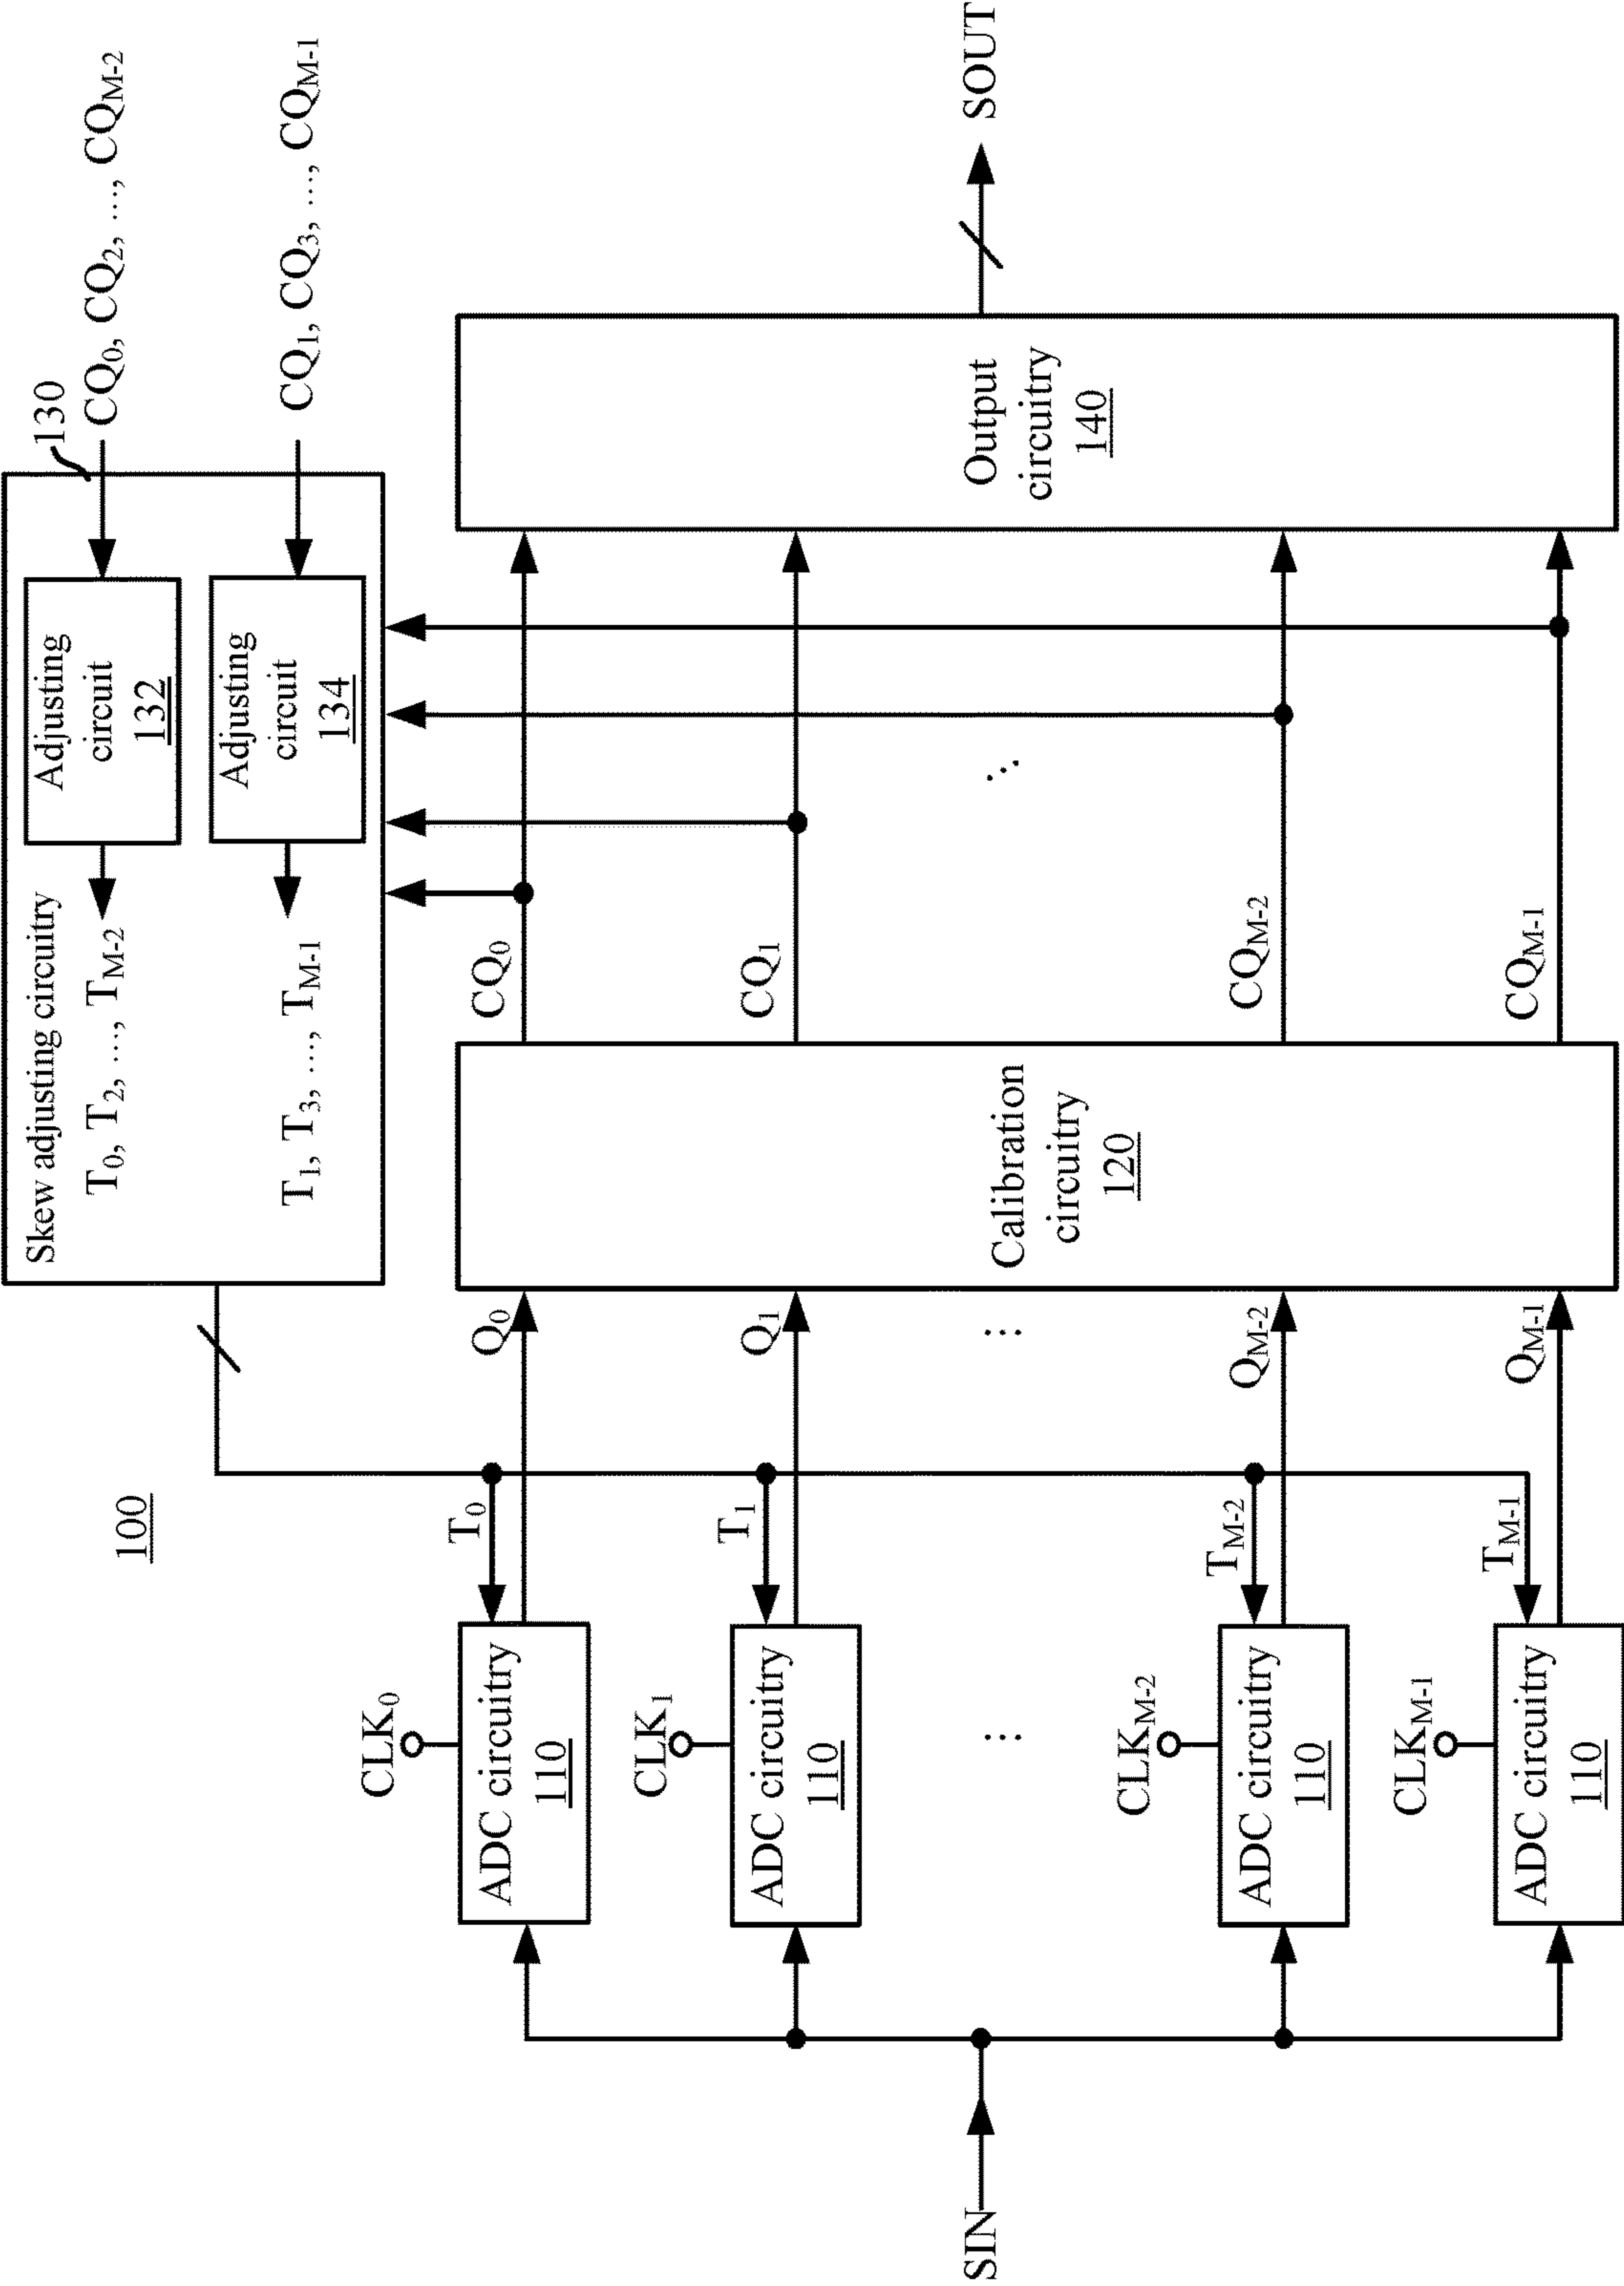 100
Skew adjusting circuitry
130
T0, T2, ..., TM-2
Adjusting
circuit
132
CQ0, CQ2, ..., CQM-2
T1, T3, ..., TM-1
Adjusting
circuit
134
CQ1, CQ3, ..., CQM-1
SIN
CLK0
ADC circuitry
110
T0
Q0
CLK1
ADC circuitry
110
T1
Q1
...
CLKM-2
ADC circuitry
110
TM-2
QM-2
CLKM-1
ADC circuitry
110
TM-1
QM-1
...
Calibration
circuitry
120
CQ0
CQ1
...
CQM-2
CQM-1
Output
circuitry
140
SOUT